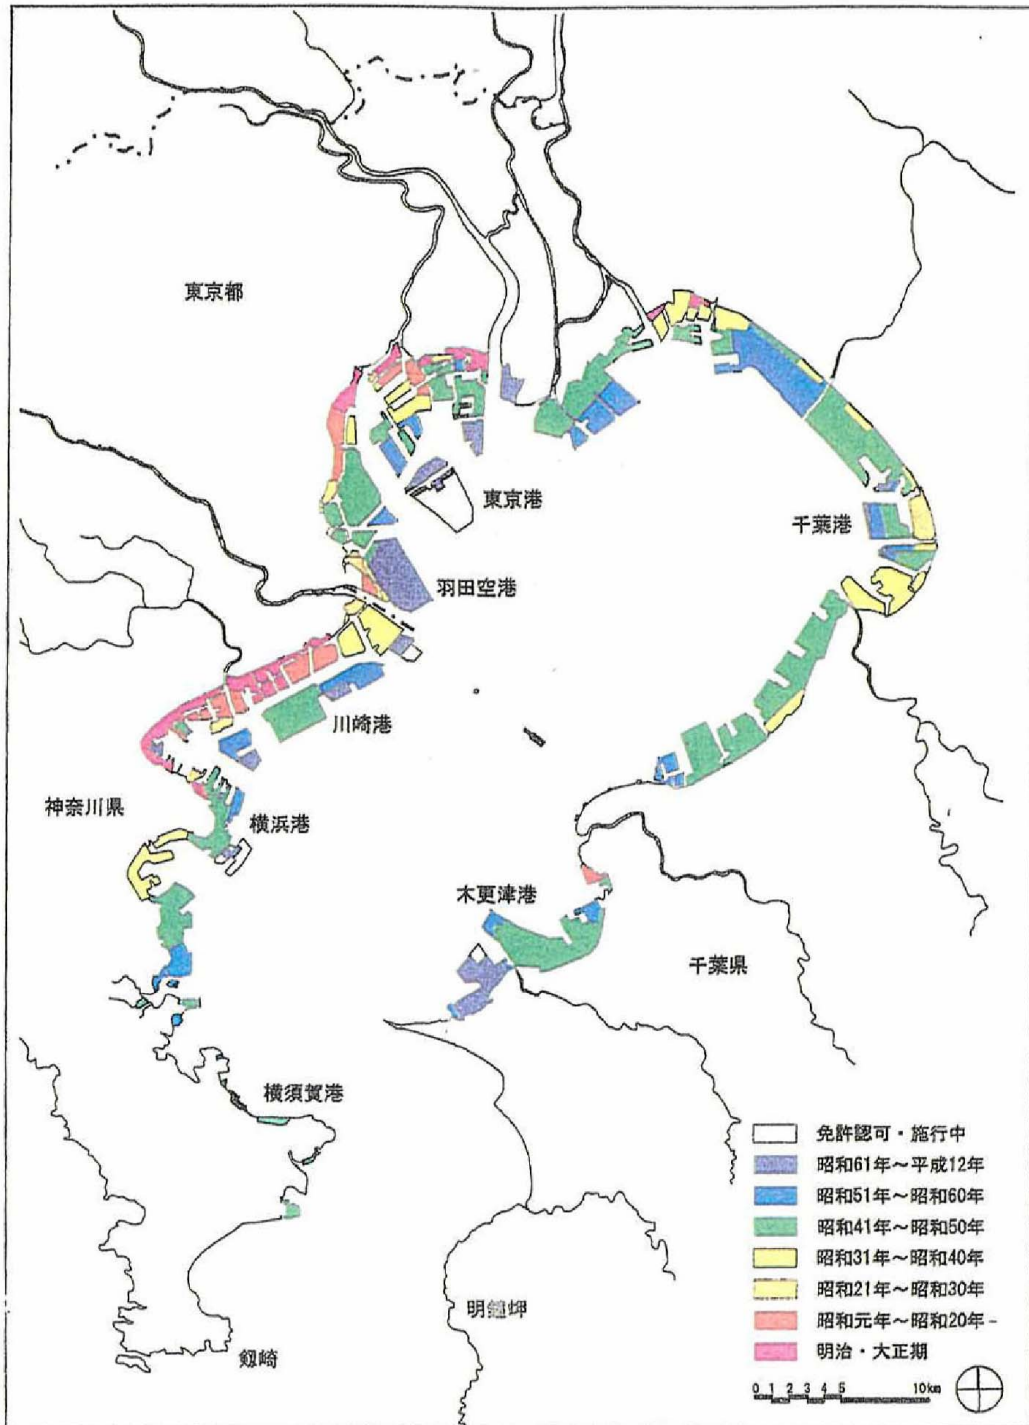 東京都
東京港
千葉港
羽田空港
川崎港
神奈川県
横浜港
木更津港
千葉県
横須賀港
明鐘岬
剱崎
免許認可・施行中
昭和61年～平成12年
昭和51年～昭和60年
昭和41年～昭和50年
昭和31年～昭和40年
昭和21年～昭和30年
昭和元年～昭和20年
明治・大正期
0 1 2 3 4 5 10km